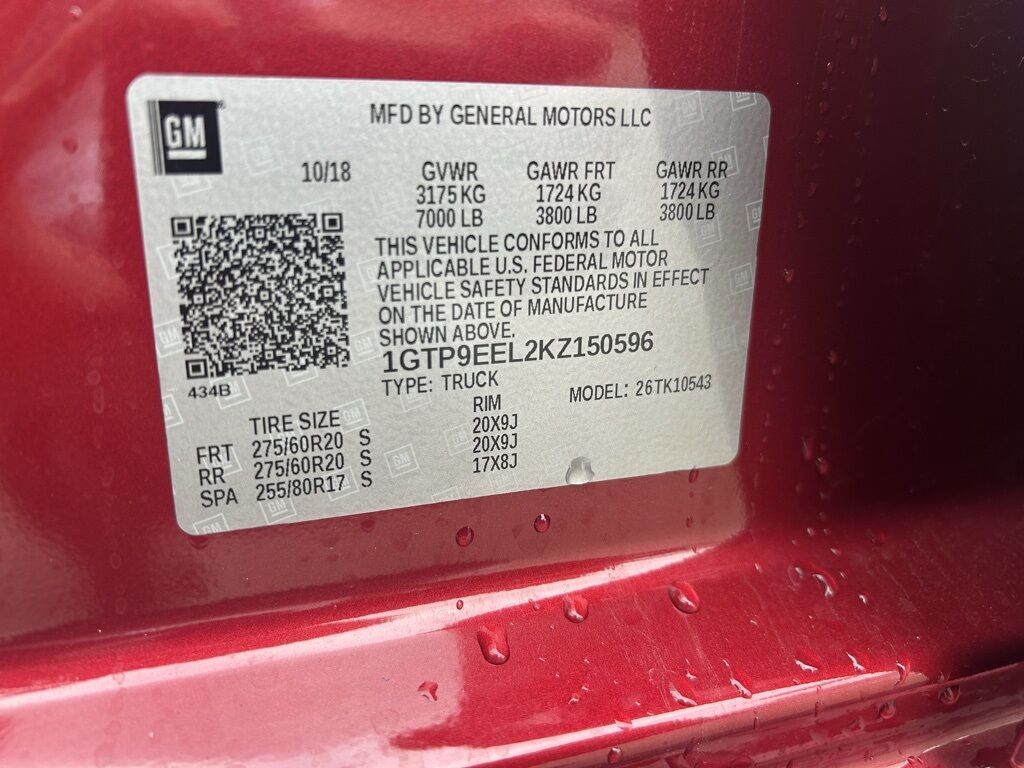 GM
MFD BY GENERAL MOTORS LLC
10/18 GVWR GAWR FRT GAWR RR
3175 KG 1724 KG 1724 KG
7000 LB 3800 LB 3800 LB
THIS VEHICLE CONFORMS TO ALL
APPLICABLE U.S. FEDERAL MOTOR
VEHICLE SAFETY STANDARDS IN EFFECT
ON THE DATE OF MANUFACTURE
SHOWN ABOVE.
1GTP9EEL2KZ150596
434B
TYPE: TRUCK MODEL: 26TK10543
TIRE SIZE RIM
FRT 275/60R20 S 20X9J
RR 275/60R20 S 20X9J
SPA 255/80R17 S 17X8J